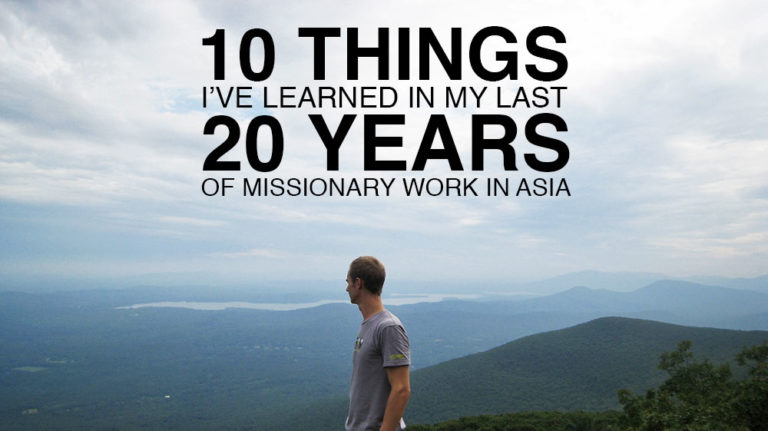 10 THINGS
I'VE LEARNED IN MY LAST
20 YEARS
OF MISSIONARY WORK IN ASIA